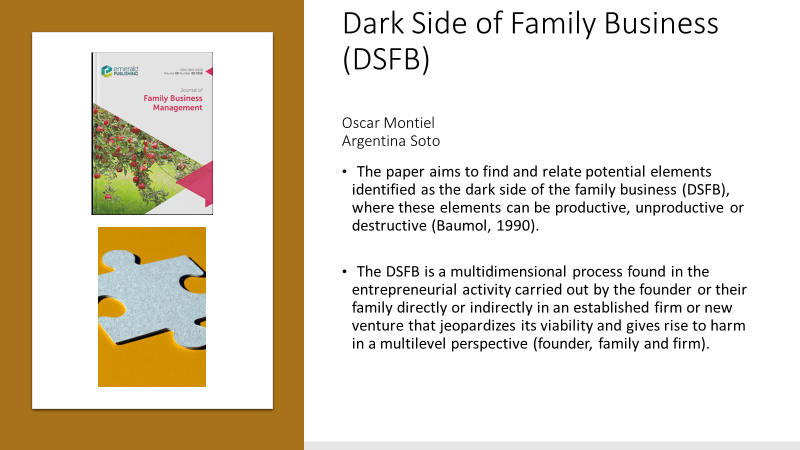 Dark Side of Family Business
(DSFB)
Oscar Montiel
Argentina Soto
• The paper aims to find and relate potential elements
identified as the dark side of the family business (DSFB),
where these elements can be productive, unproductive or
destructive (Baumol, 1990).
• The DSFB is a multidimensional process found in the
entrepreneurial activity carried out by the founder or their
family directly or indirectly in an established firm or new
venture that jeopardizes its viability and gives rise to harm
in a multilevel perspective (founder, family and firm).
emerald
PUBLISHING
Journal of
Family Business
Management